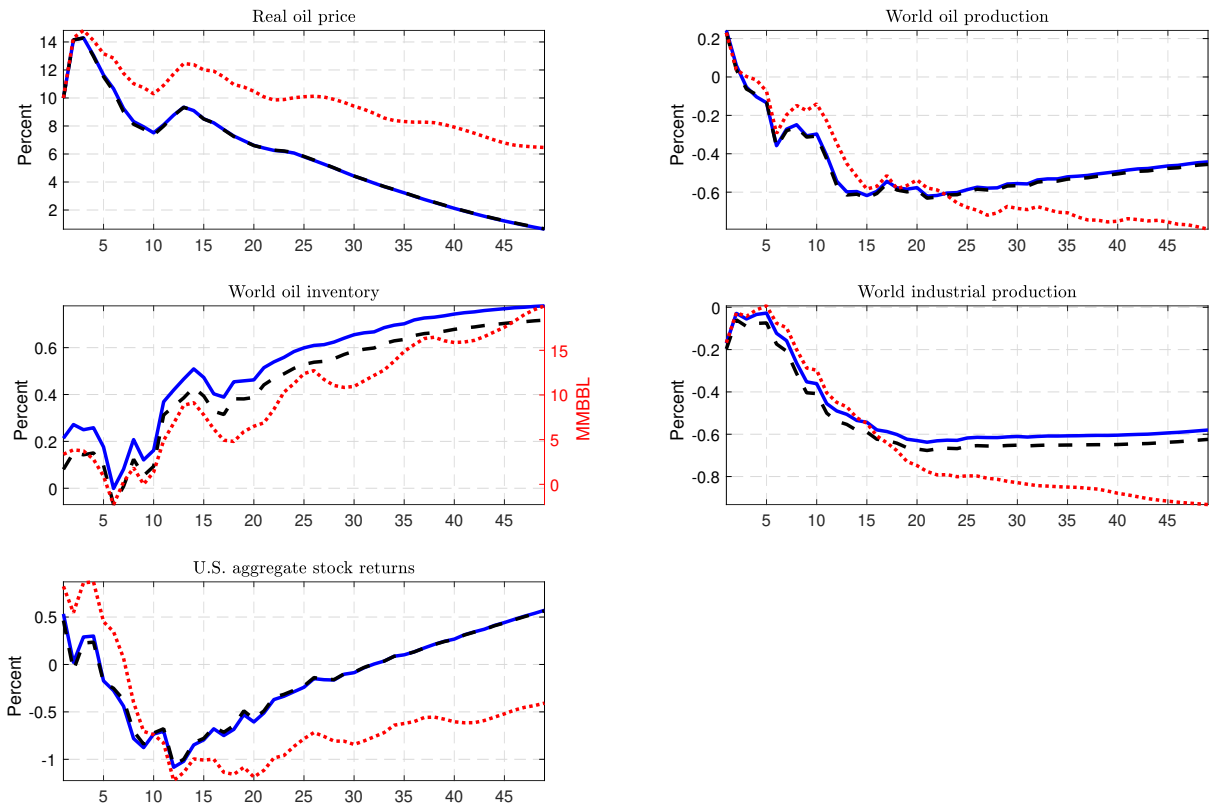 Real oil price
Percent
14
12
10
8
6
4
2
5 10 15 20 25 30 35 40 45
World oil production
Percent
0.2
0
-0.2
-0.4
-0.6
5 10 15 20 25 30 35 40 45
World oil inventory
Percent
0.6
0.4
0.2
0
MMBBL
15
10
5
0
5 10 15 20 25 30 35 40 45
World industrial production
Percent
0
-0.2
-0.4
-0.6
-0.8
5 10 15 20 25 30 35 40 45
U.S. aggregate stock returns
Percent
0.5
0
-0.5
-1
5 10 15 20 25 30 35 40 45